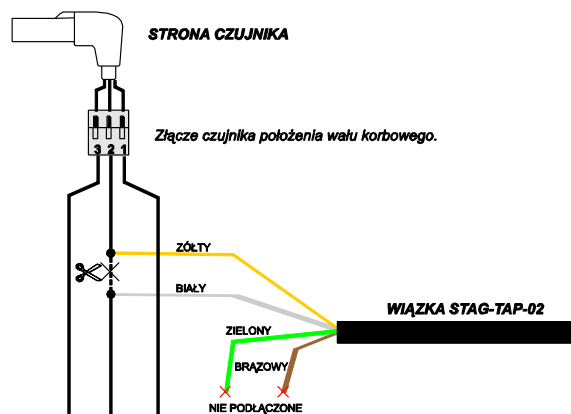 STRONA CZUJNIKA
Złącze czujnika położenia wału korbowego.
3 2 1
ZÓŁTY
BIAŁY
WIĄZKA STAG-TAP-02
ZIELONY
BRĄZOWY
NIE PODŁĄCZONE